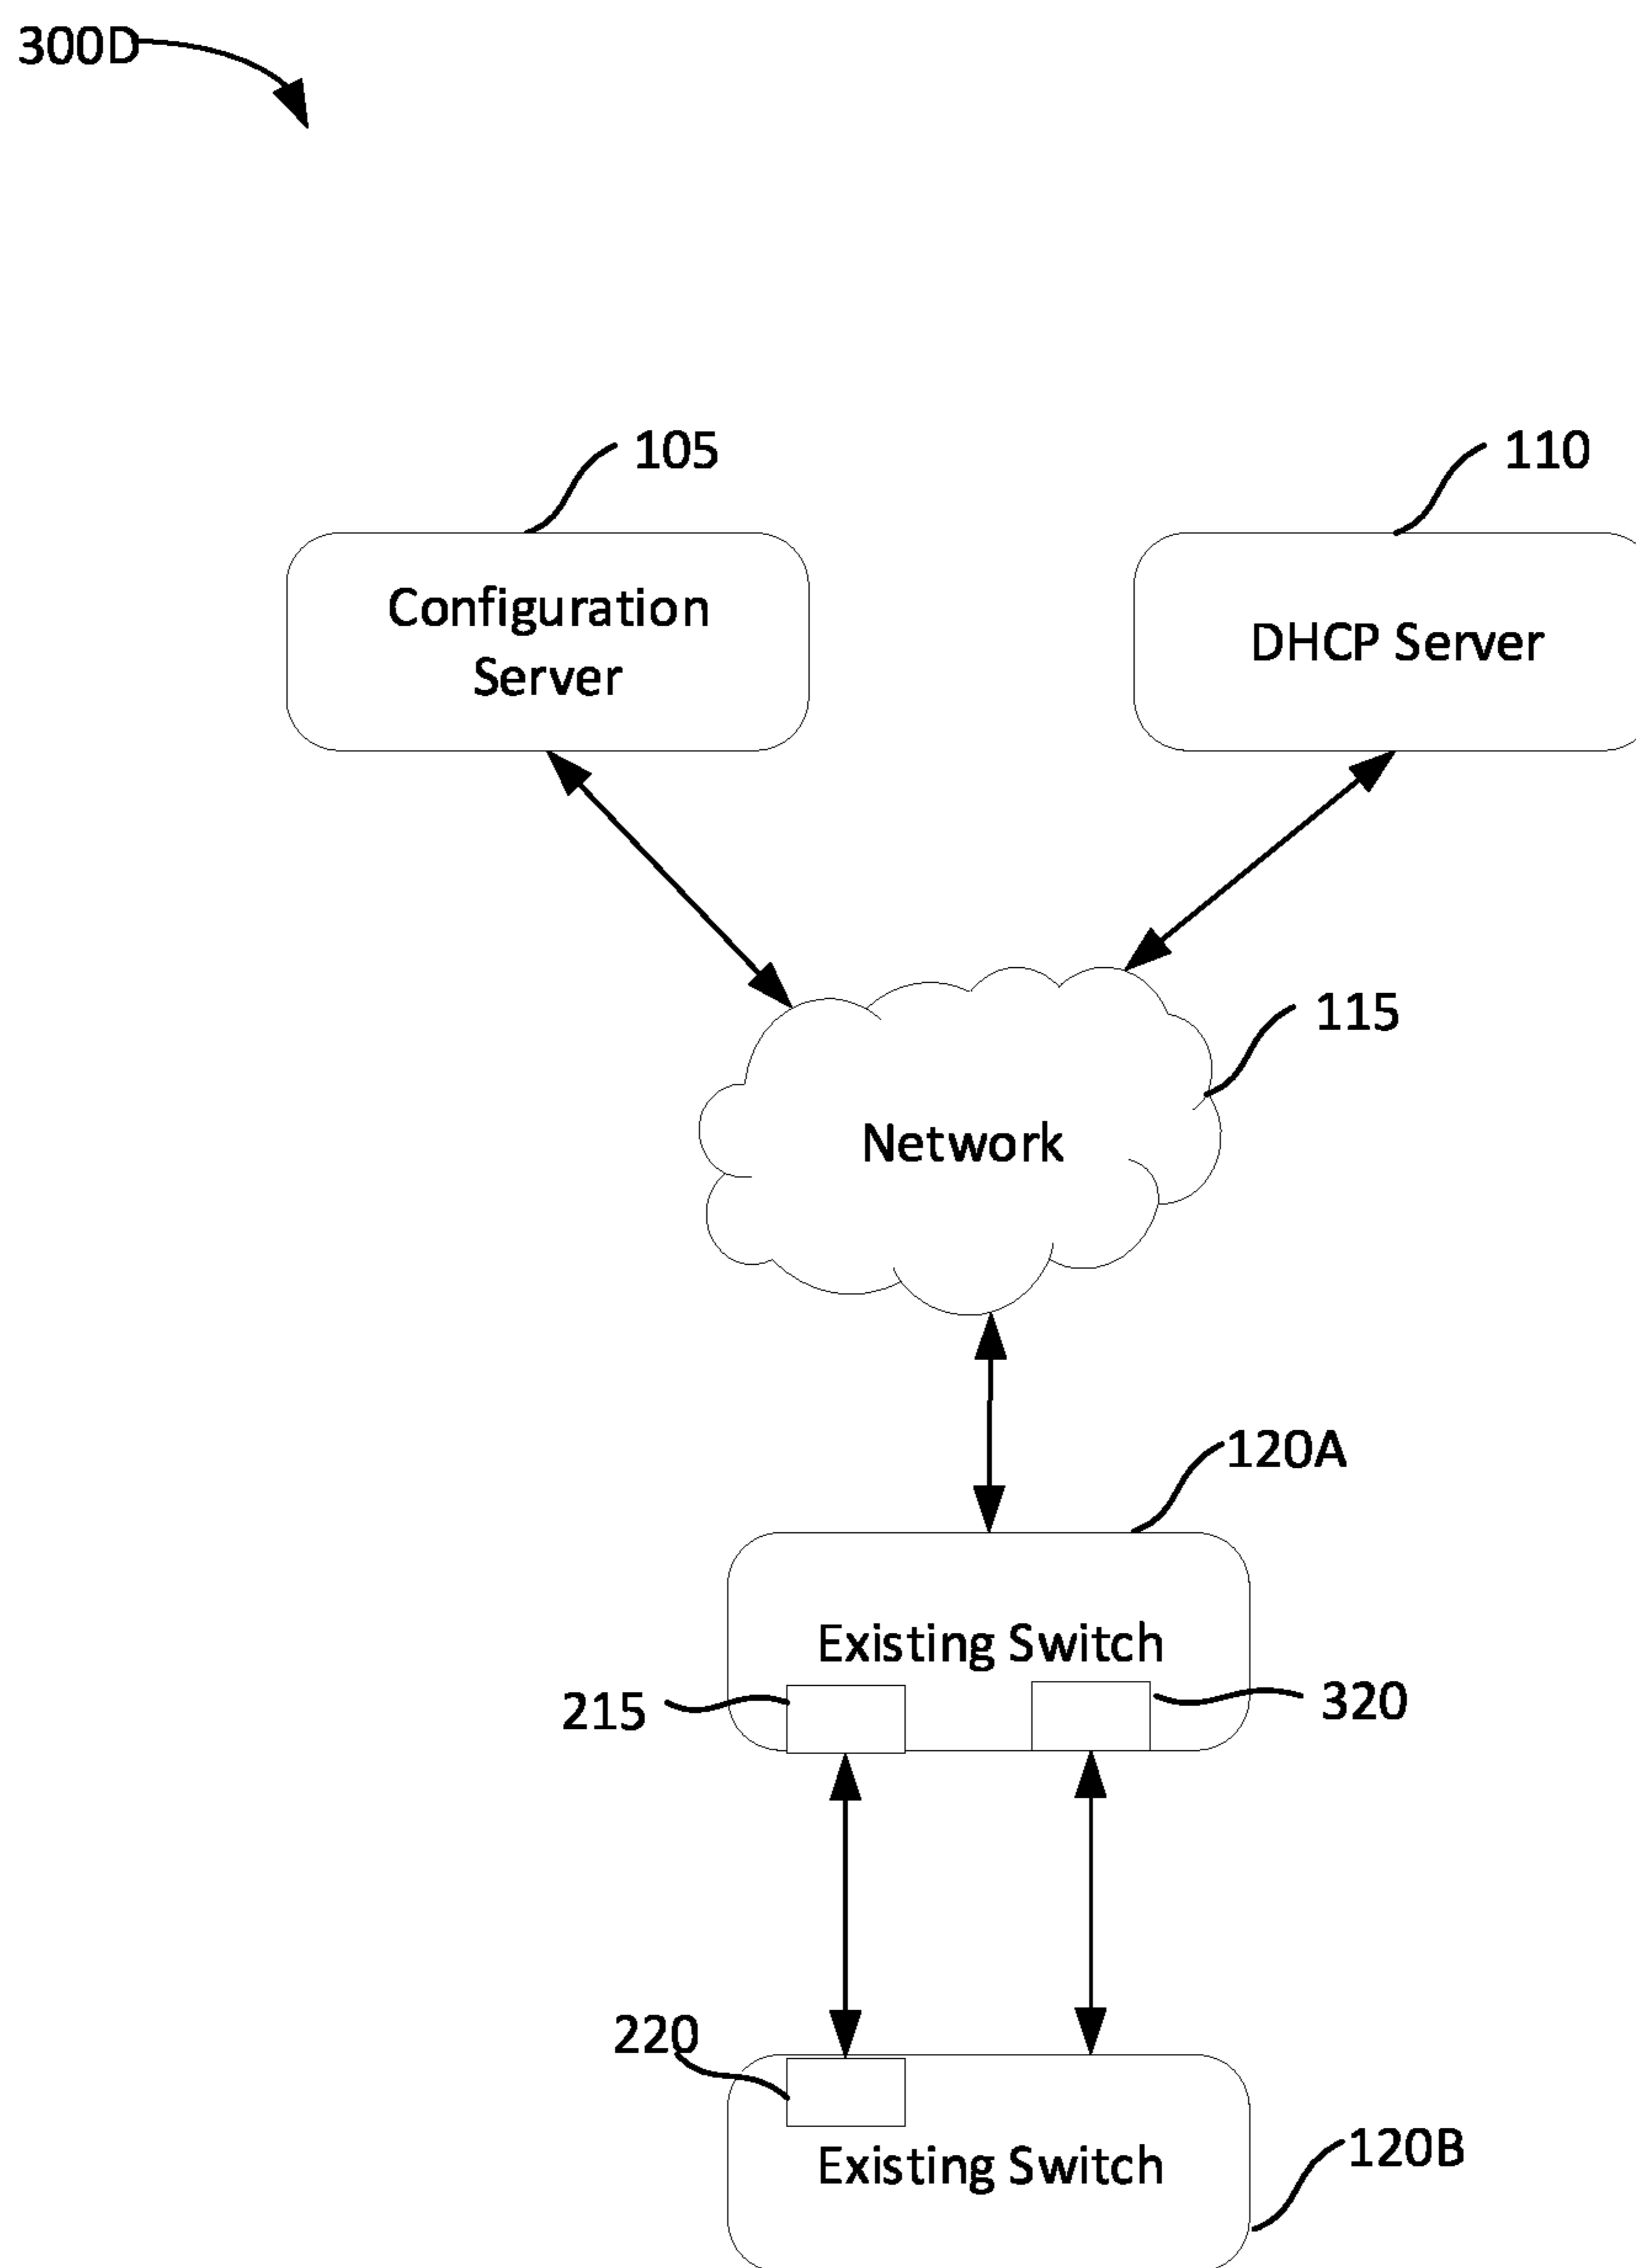 300D
105
110
Configuration
Server
DHCP Server
115
Network
120A
Existing Switch
215
320
220
Existing Switch
120B